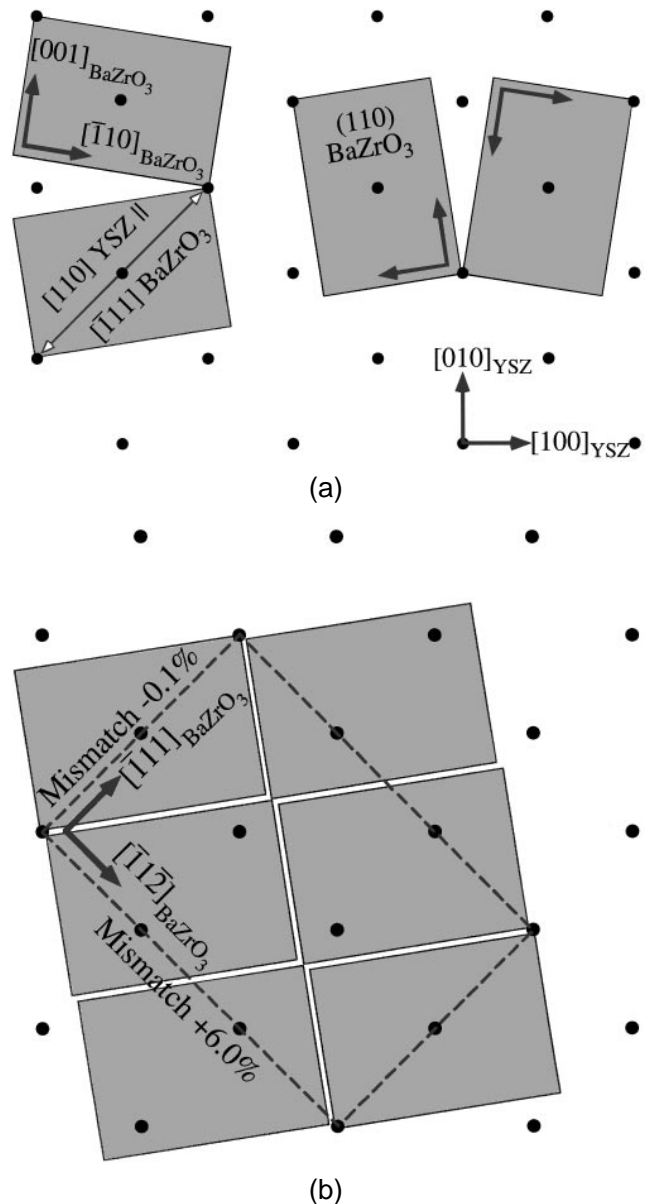 [001]BaZrO₃
[1̅10]BaZrO₃
[110] YSZ ||
[1̅11] BaZrO₃
(110)
BaZrO₃
[010]YSZ
[100]YSZ
(a)
Mismatch -0.1%
[1̅11]BaZrO₃
[1̅12̅]BaZrO₃
Mismatch +6.0%
(b)